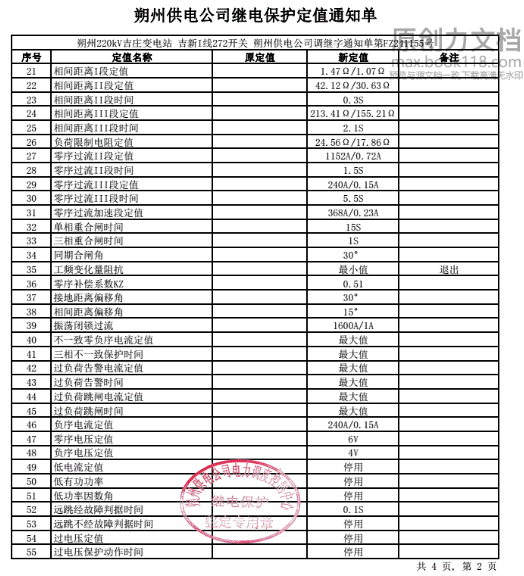 朔州供电公司继电保护定值通知单
原创力文档
max.book118.com
预览与源文档一致,下载高清无水印
朔州220kV吉庄变电站 吉新I线272开关 朔州供电公司调继字通知单第FZ211155号
序号 定值名称 原定值 新定值 备注
21 相间距离I段定值 1.47Ω/1.07Ω
22 相间距离II段定值 42.12Ω/30.63Ω
23 相间距离II段时间 0.3S
24 相间距离III段定值 213.41Ω/155.21Ω
25 相间距离III段时间 2.1S
26 负荷限制电阻定值 24.56Ω/17.86Ω
27 零序过流II段定值 1152A/0.72A
28 零序过流II段时间 1.5S
29 零序过流III段定值 240A/0.15A
30 零序过流III段时间 5.5S
31 零序过流加速段定值 368A/0.23A
32 单相重合闸时间 15S
33 三相重合闸时间 1S
34 同期合闸角 30°
35 工频变化量阻抗 最小值 退出
36 零序补偿系数KZ 0.51
37 接地距离偏移角 30°
38 相间距离偏移角 15°
39 振荡闭锁过流 1600A/1A
40 不一致零负序电流定值 最大值
41 三相不一致保护时间 最大值
42 过负荷告警电流定值 最大值
43 过负荷告警时间 最大值
44 过负荷跳闸电流定值 最大值
45 过负荷跳闸时间 最大值
46 负序电流定值 240A/0.15A
47 零序电压定值 6V
48 负序电压定值 4V
49 低电流定值 停用
50 低有功功率 停用
51 低功率因数角 停用
52 远跳经故障判据时间 0.1S
53 远跳不经故障判据时间 停用
54 过电压定值 停用
55 过电压保护动作时间 停用
朔州供电公司电力调度控制中心
继电保护
整定专用章
共 4 页, 第 2 页